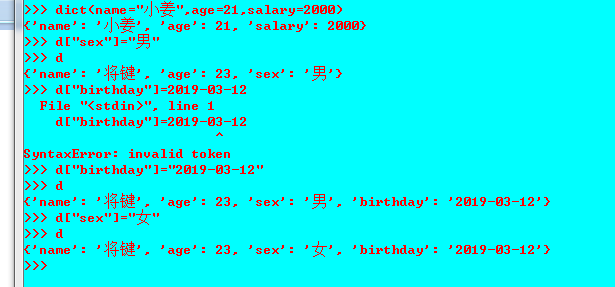 >>> dict(name="小姜",age=21,salary=2000)
{'name': '小姜', 'age': 21, 'salary': 2000}
>>> d["sex"]="男"
>>> d
{'name': '将键', 'age': 23, 'sex': '男'}
>>> d["birthday"]=2019-03-12
  File "<stdin>", line 1
    d["birthday"]=2019-03-12
                        ^
SyntaxError: invalid token
>>> d["birthday"]="2019-03-12"
>>> d
{'name': '将键', 'age': 23, 'sex': '男', 'birthday': '2019-03-12'}
>>> d["sex"]="女"
>>> d
{'name': '将键', 'age': 23, 'sex': '女', 'birthday': '2019-03-12'}
>>>